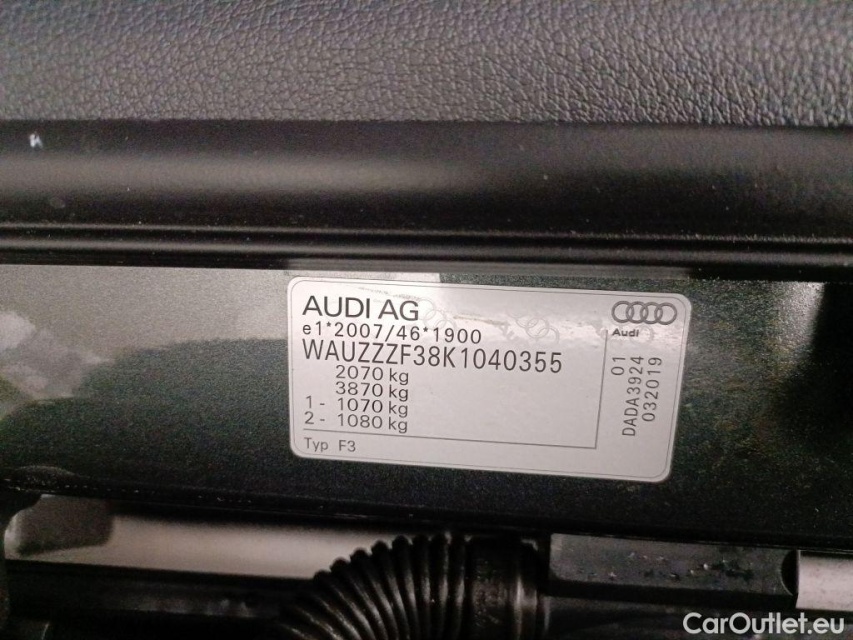 AUDI AG
e1*2007/46*1900
WAUZZZF38K1040355
2070 kg
3870 kg
1 - 1070 kg
2 - 1080 kg
Typ F3
Audi
01
DADA3924
032019
CarOutlet.eu